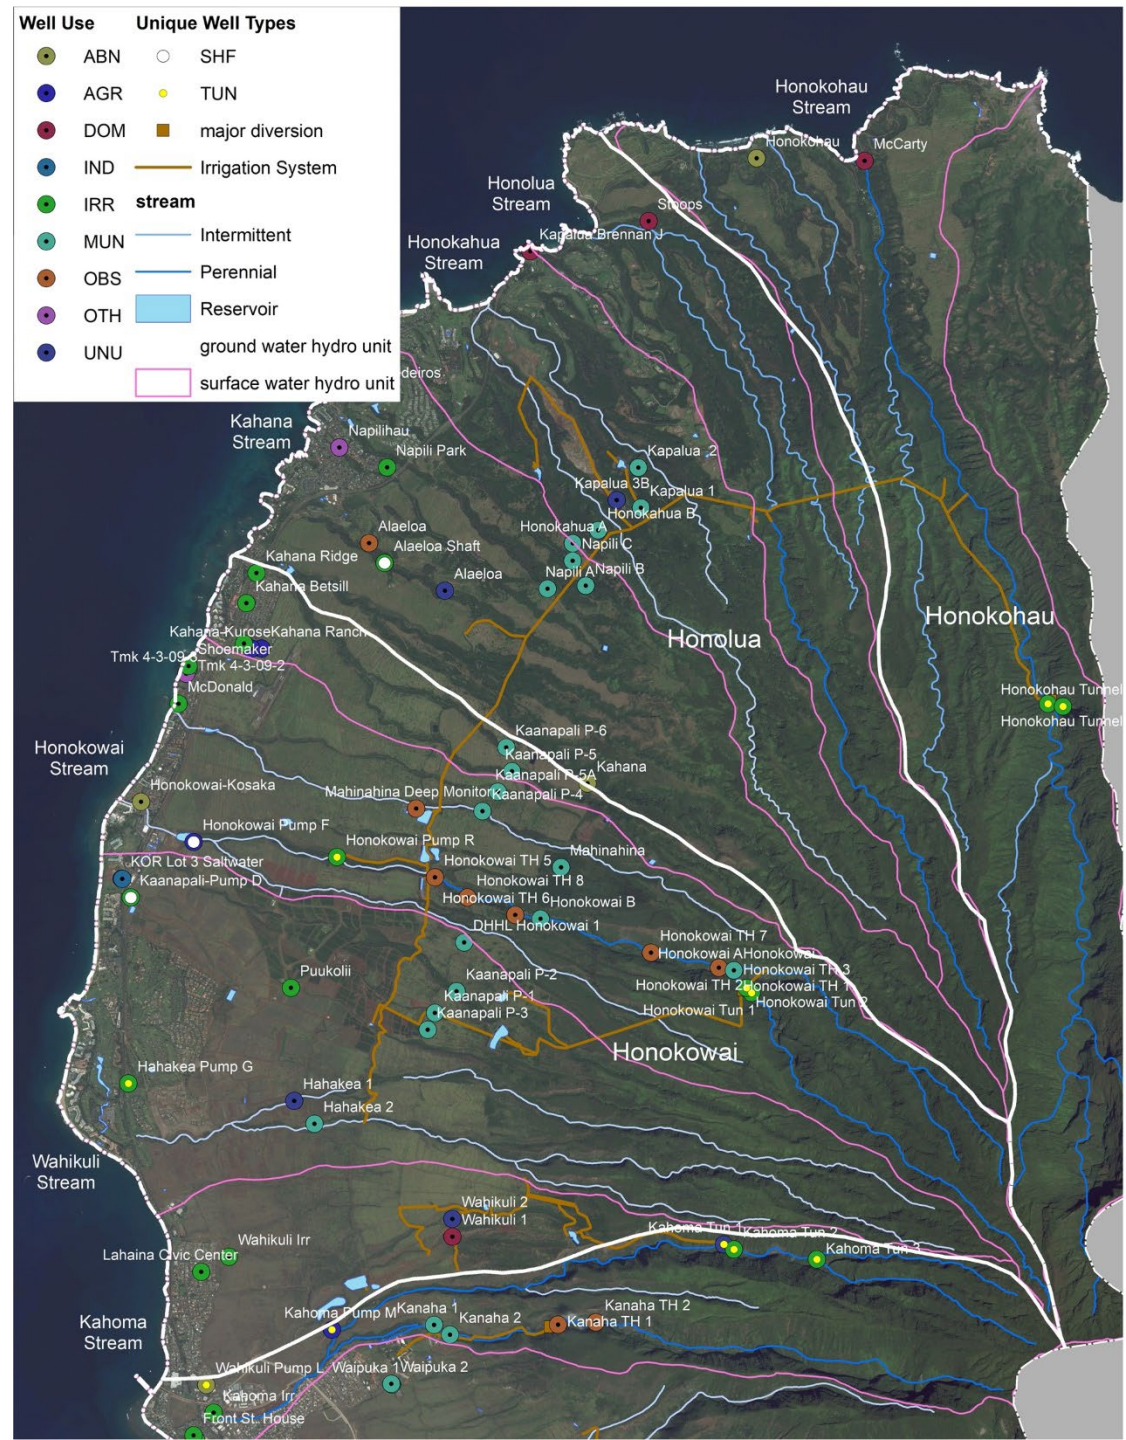 Well Use
Unique Well Types
ABN
SHF
AGR
TUN
DOM
major diversion
IND
Irrigation System
IRR
stream
MUN
Intermittent
OBS
Perennial
OTH
Reservoir
UNU
ground water hydro unit
surface water hydro unit
Honokohau
Stream
Honokohau
McCarty
Honolua
Stream
Stoops
Kapalua Brennan J
Honokahua
Stream
deiros
Kahana
Stream
Napilihau
Napili Park
Kapalua 2
Kapalua 3B
Kapalua 1
Honokahua B
Honokahua A
Alaeloa
Alaeloa Shaft
Napili C
Kahana Ridge
Alaeloa
Napili A
Napili B
Kahana Betsill
Honolua
Honokohau
Kahana-Kurose
Kahana Ranch
Shoemaker
Tmk 4-3-09
Tmk 4-3-09-2
McDonald
Honokohau Tunnel
Honokohau Tunnel
Kaanapali P-6
Honokowai
Stream
Kaanapali P-5
Kahana
Kaanapali P-5A
Honokowai-Kosaka
Mahinahina Deep Monitor
Kaanapali P-4
Honokowai Pump F
Honokowai Pump R
Mahinahina
KOR Lot 3 Saltwater
Honokowai TH 5
Kaanapali-Pump D
Honokowai TH 8
Honokowai TH 6
Honokowai B
DHHL Honokowai 1
Honokowai TH 7
Honokowai A
Honokowai
Honokowai TH 3
Puukolii
Kaanapali P-2
Honokowai TH 2
Honokowai TH 1
Kaanapali P-1
Honokowai Tun 2
Kaanapali P-3
Honokowai Tun 1
Honokowai
Hahakea Pump G
Hahakea 1
Hahakea 2
Wahikuli
Stream
Wahikuli 2
Wahikuli 1
Kahoma Tun 1
Kahoma Tun 2
Wahikuli Irr
Kahoma Tun 3
Lahaina Civic Center
Kahoma
Stream
Kahoma Pump M
Kanaha 1
Kanaha 2
Kanaha TH 2
Kanaha TH 1
Wahikuli Pump L
Waipuka 1
Waipuka 2
Kahoma Irr
Front St. House